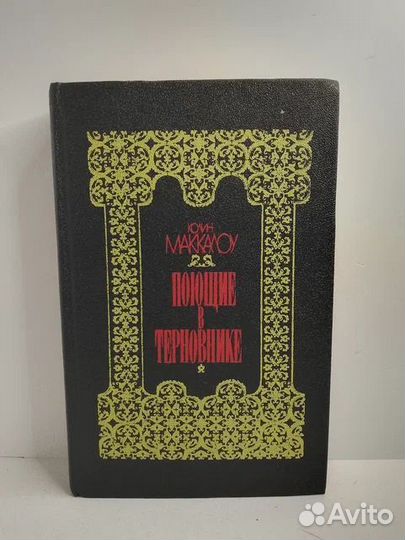 КОЛИН
МАККАЛОУ
ПОЮЩИЕ
В
ТЕРНОВНИКЕ
Avito